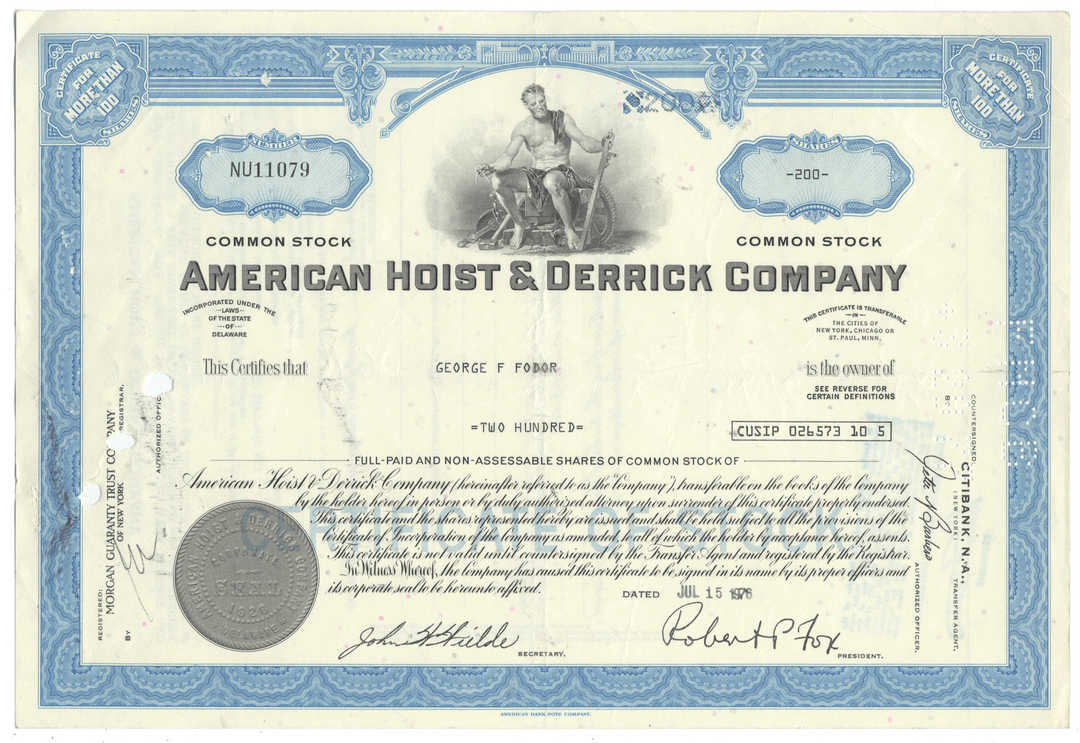 CERTIFICATE FOR MORE THAN 100 SHARES
CERTIFICATE FOR MORE THAN 100 SHARES
NUMBER
NU11079
SHARES
-200-
COMMON STOCK
COMMON STOCK
AMERICAN HOIST & DERRICK COMPANY
INCORPORATED UNDER THE
LAWS
OF THE STATE
OF
DELAWARE
THIS CERTIFICATE IS TRANSFERABLE
IN
THE CITIES OF
NEW YORK, CHICAGO OR
ST. PAUL, MINN.
This Certifies that
GEORGE F FODOR
is the owner of
SEE REVERSE FOR
CERTAIN DEFINITIONS
=TWO HUNDRED=
CUSIP 026573 10 5
FULL-PAID AND NON-ASSESSABLE SHARES OF COMMON STOCK OF
American Hoist & Derrick Company (hereinafter referred to as the Company), transferable on the books of the Company
by the holder hereof in person or by duly authorized attorney upon surrender of this certificate properly endorsed.
This certificate and the shares represented hereby are issued and shall be held subject to all the provisions of the
Certificate of Incorporation of the Company as amended, to all of which the holder by acceptance hereof, assents.
This certificate is not valid until countersigned by the Transfer Agent and registered by the Registrar.
In Witness Whereof, the Company has caused this certificate to be signed in its name by its proper officers and
its corporate seal to be hereunto affixed.
CERTIFICATE OF STOCK
DATED JUL 15 1976
AMERICAN HOIST & DERRICK COMPANY
CORPORATE
SEAL
DELAWARE
SECRETARY.
Robert P. Fox
PRESIDENT.
REGISTERED:
MORGAN GUARANTY TRUST COMPANY
OF NEW YORK
REGISTRAR.
BY
AUTHORIZED OFFICER
COUNTERSIGNED:
CITIBANK, N.A.,
(NEW YORK)
TRANSFER AGENT.
BY
AUTHORIZED OFFICER.
AMERICAN BANK NOTE COMPANY.